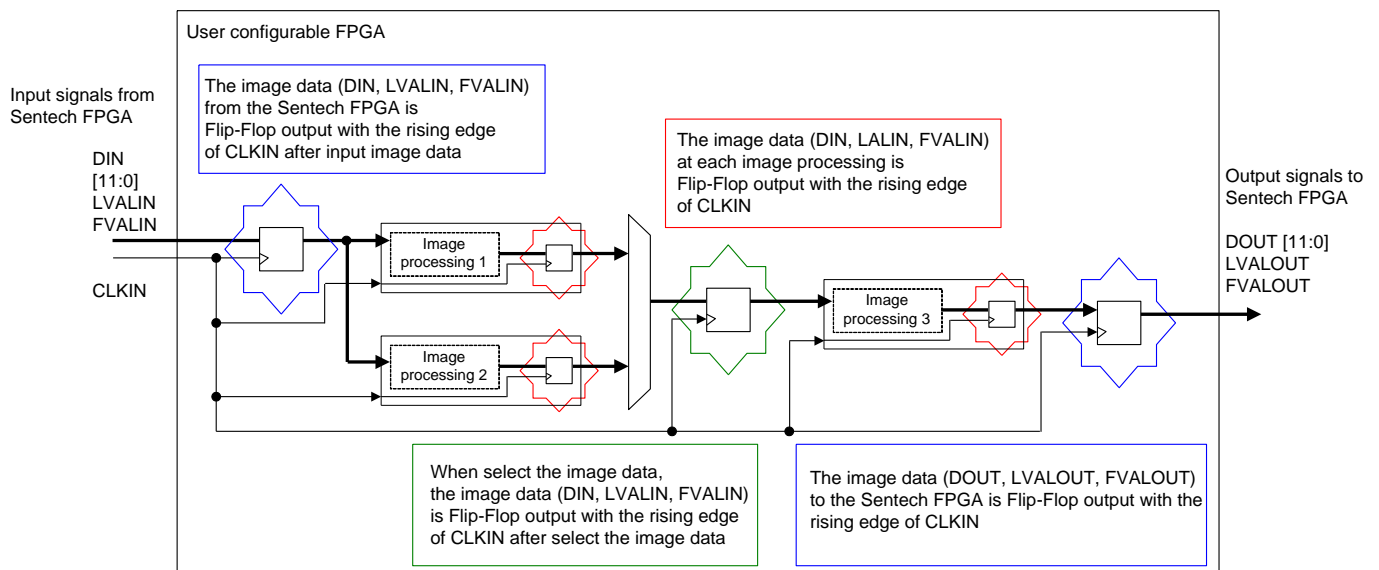 User configurable FPGA
Input signals from
Sentech FPGA
DIN
[11:0]
LVALIN
FVALIN
CLKIN
The image data (DIN, LVALIN, FVALIN)
from the Sentech FPGA is
Flip-Flop output with the rising edge
of CLKIN after input image data
The image data (DIN, LALIN, FVALIN)
at each image processing is
Flip-Flop output with the rising edge
of CLKIN
Output signals to
Sentech FPGA
DOUT [11:0]
LVALOUT
FVALOUT
Image
processing 1
Image
processing 2
Image
processing 3
When select the image data,
the image data (DIN, LVALIN, FVALIN)
is Flip-Flop output with the rising edge
of CLKIN after select the image data
The image data (DOUT, LVALOUT, FVALOUT)
to the Sentech FPGA is Flip-Flop output with the
rising edge of CLKIN